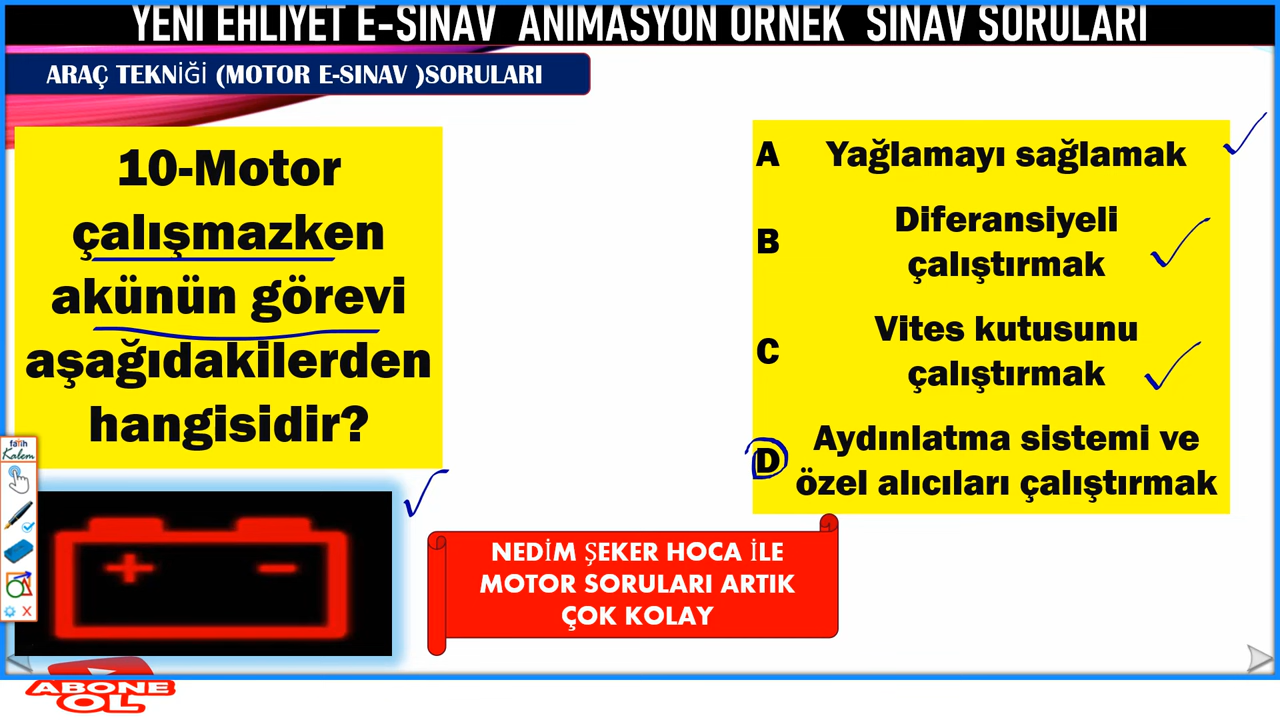 YENİ EHLİYET E-SINAV ANIMASYON ÖRNEK SINAV SORULARI
ARAÇ TEKNİĞİ (MOTOR E-SINAV )SORULARI
10-Motor
çalışmazken
akünün görevi
aşağıdakilerden
hangisidir?
A Yağlamayı sağlamak
B Diferansiyeli
çalıştırmak
C Vites kutusunu
çalıştırmak
D Aydınlatma sistemi ve
özel alıcıları çalıştırmak
fatih
Kalem
+ −
NEDİM ŞEKER HOCA İLE
MOTOR SORULARI ARTIK
ÇOK KOLAY
ABONE
OL